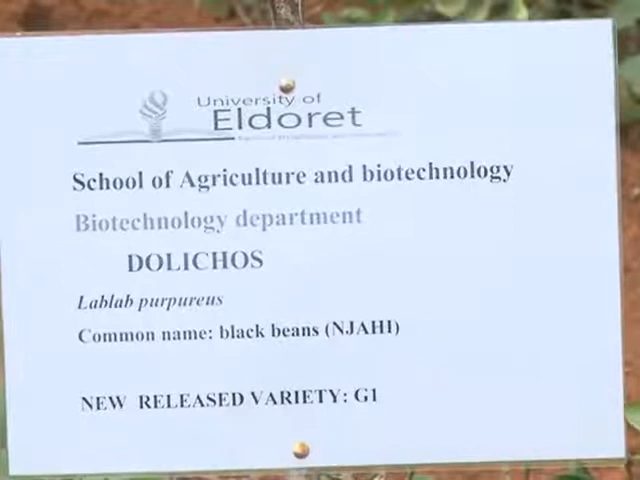 University of
Eldoret
School of Agriculture and biotechnology
Biotechnology department
DOLICHOS
Lablab purpureus
Common name: black beans (NJAHI)
NEW RELEASED VARIETY: G1